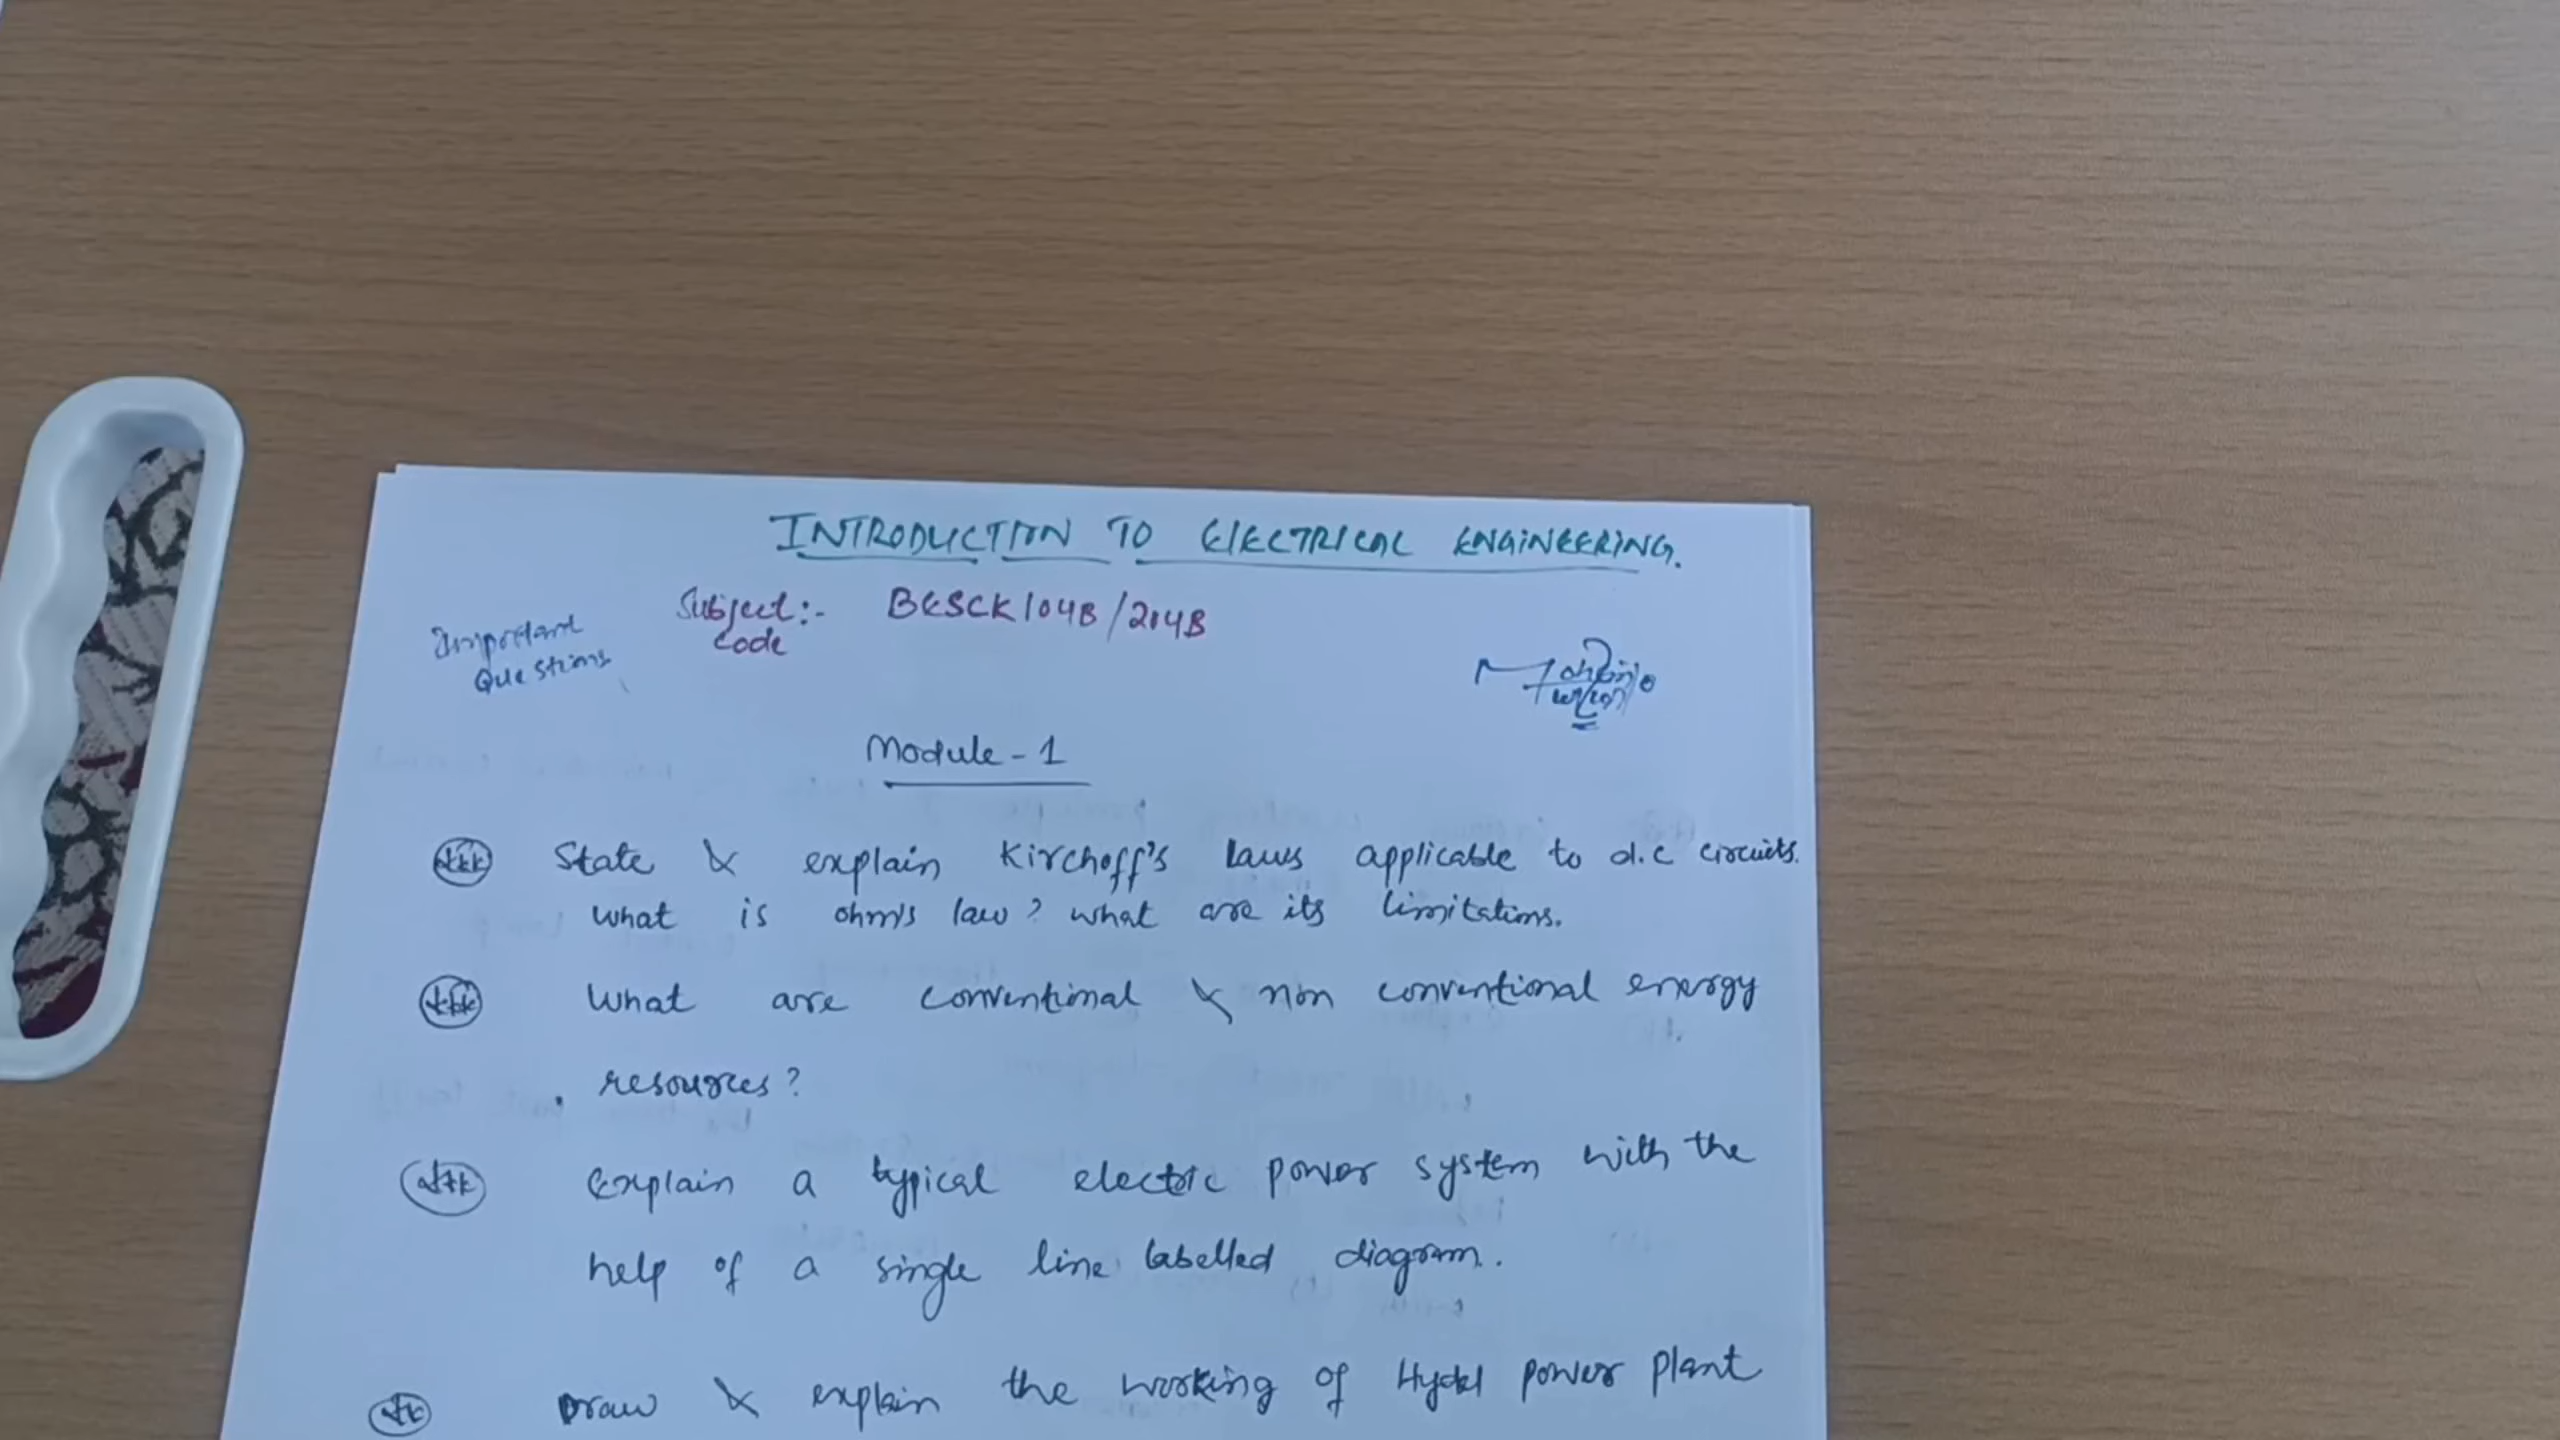 INTRODUCTION TO ELECTRICAL ENGINEERING.
Subject:- BESCK104B/204B
code
Important
Questions
Module - 1
*** State & explain Kirchoff's laws applicable to d.c circuits.
what is ohm's law? what are its limitations.
*** What are conventional & non conventional energy
resources?
*** explain a typical electric power system with the
help of a single line labelled diagram.
** Draw & explain the working of Hydel power plant